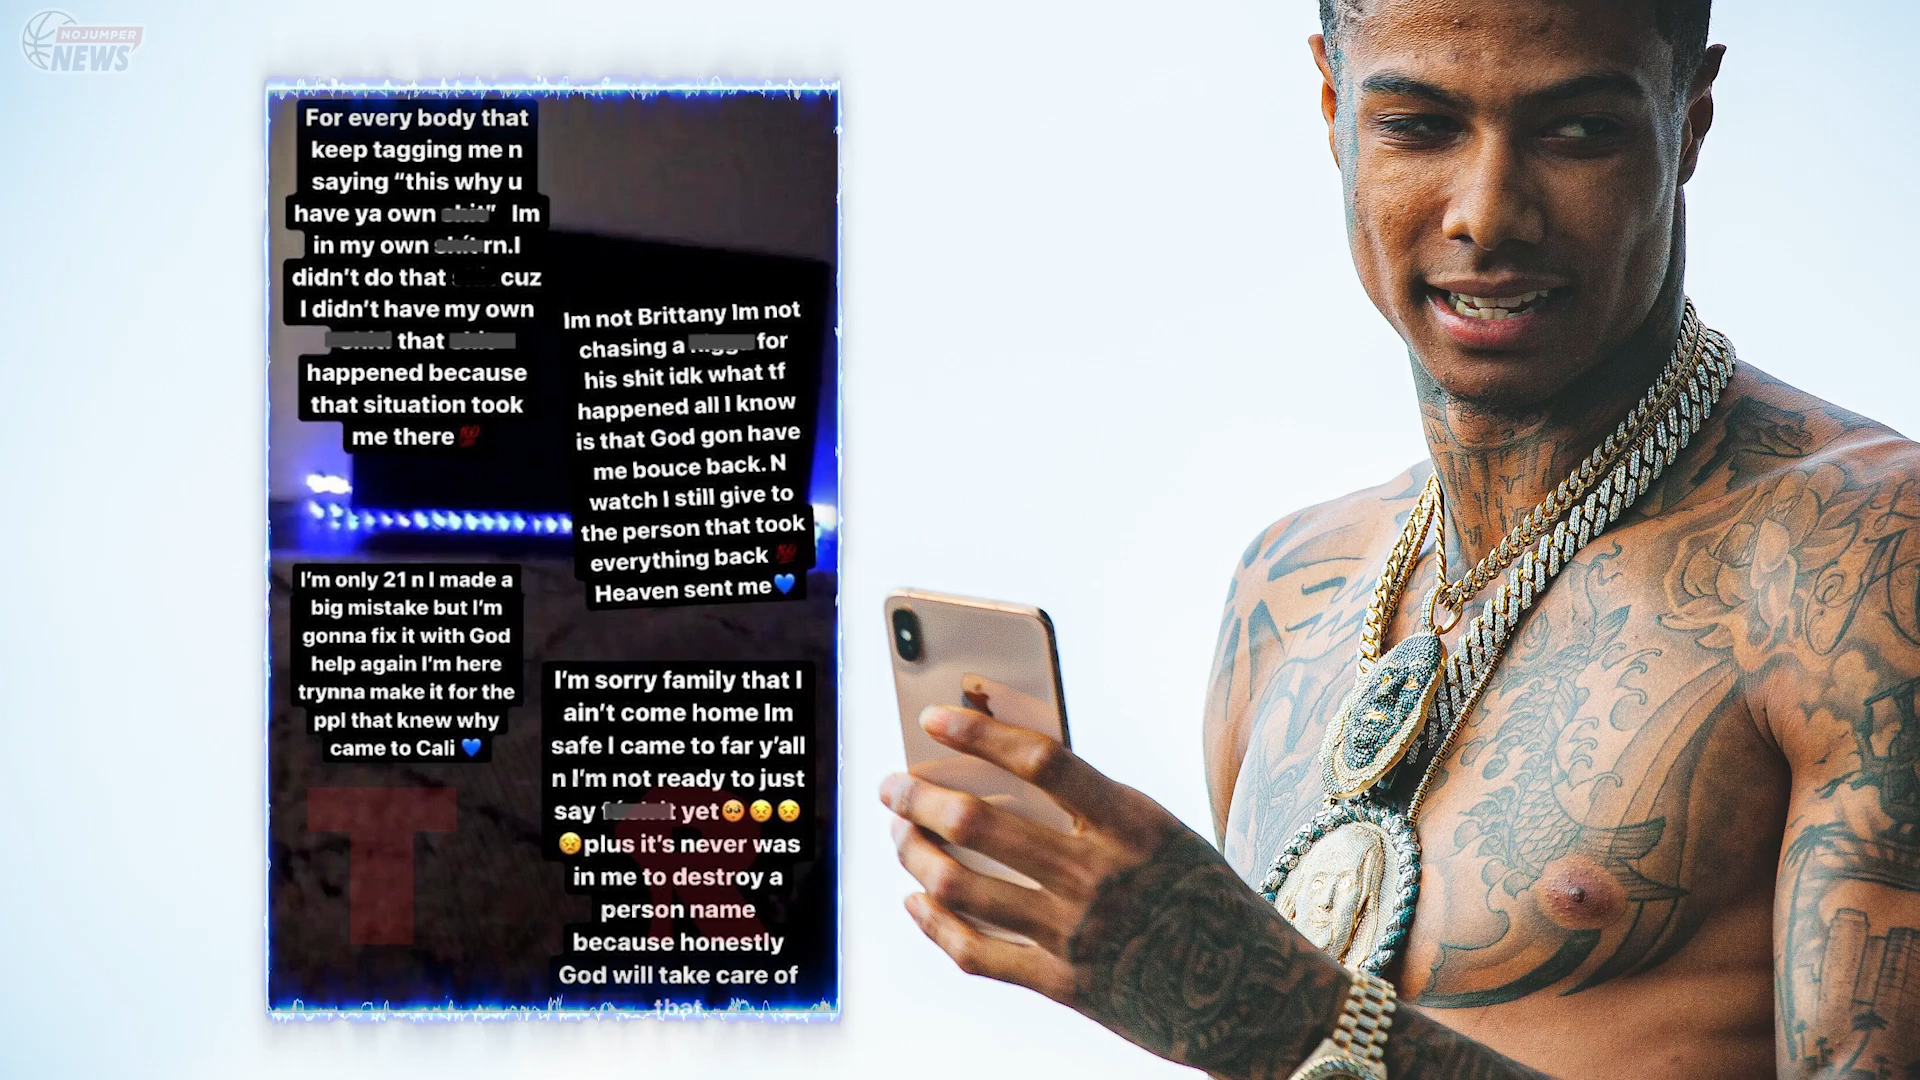 NOJUMPER
NEWS
For every body that
keep tagging me n
saying “this why u
have ya own Im
in my own rn.I
didn’t do that cuz
I didn’t have my own
that
happened because
that situation took
me there 💯
Im not Brittany Im not
chasing a for
his shit idk what tf
happened all I know
is that God gon have
me bouce back. N
watch I still give to
the person that took
everything back 💯
Heaven sent me💙
I’m only 21 n I made a
big mistake but I’m
gonna fix it with God
help again I’m here
trynna make it for the
ppl that knew why
came to Cali 💙
I’m sorry family that I
ain’t come home Im
safe I came to far y’all
n I’m not ready to just
say yet🥺😣😣
😣plus it’s never was
in me to destroy a
person name
because honestly
God will take care of
that
T R